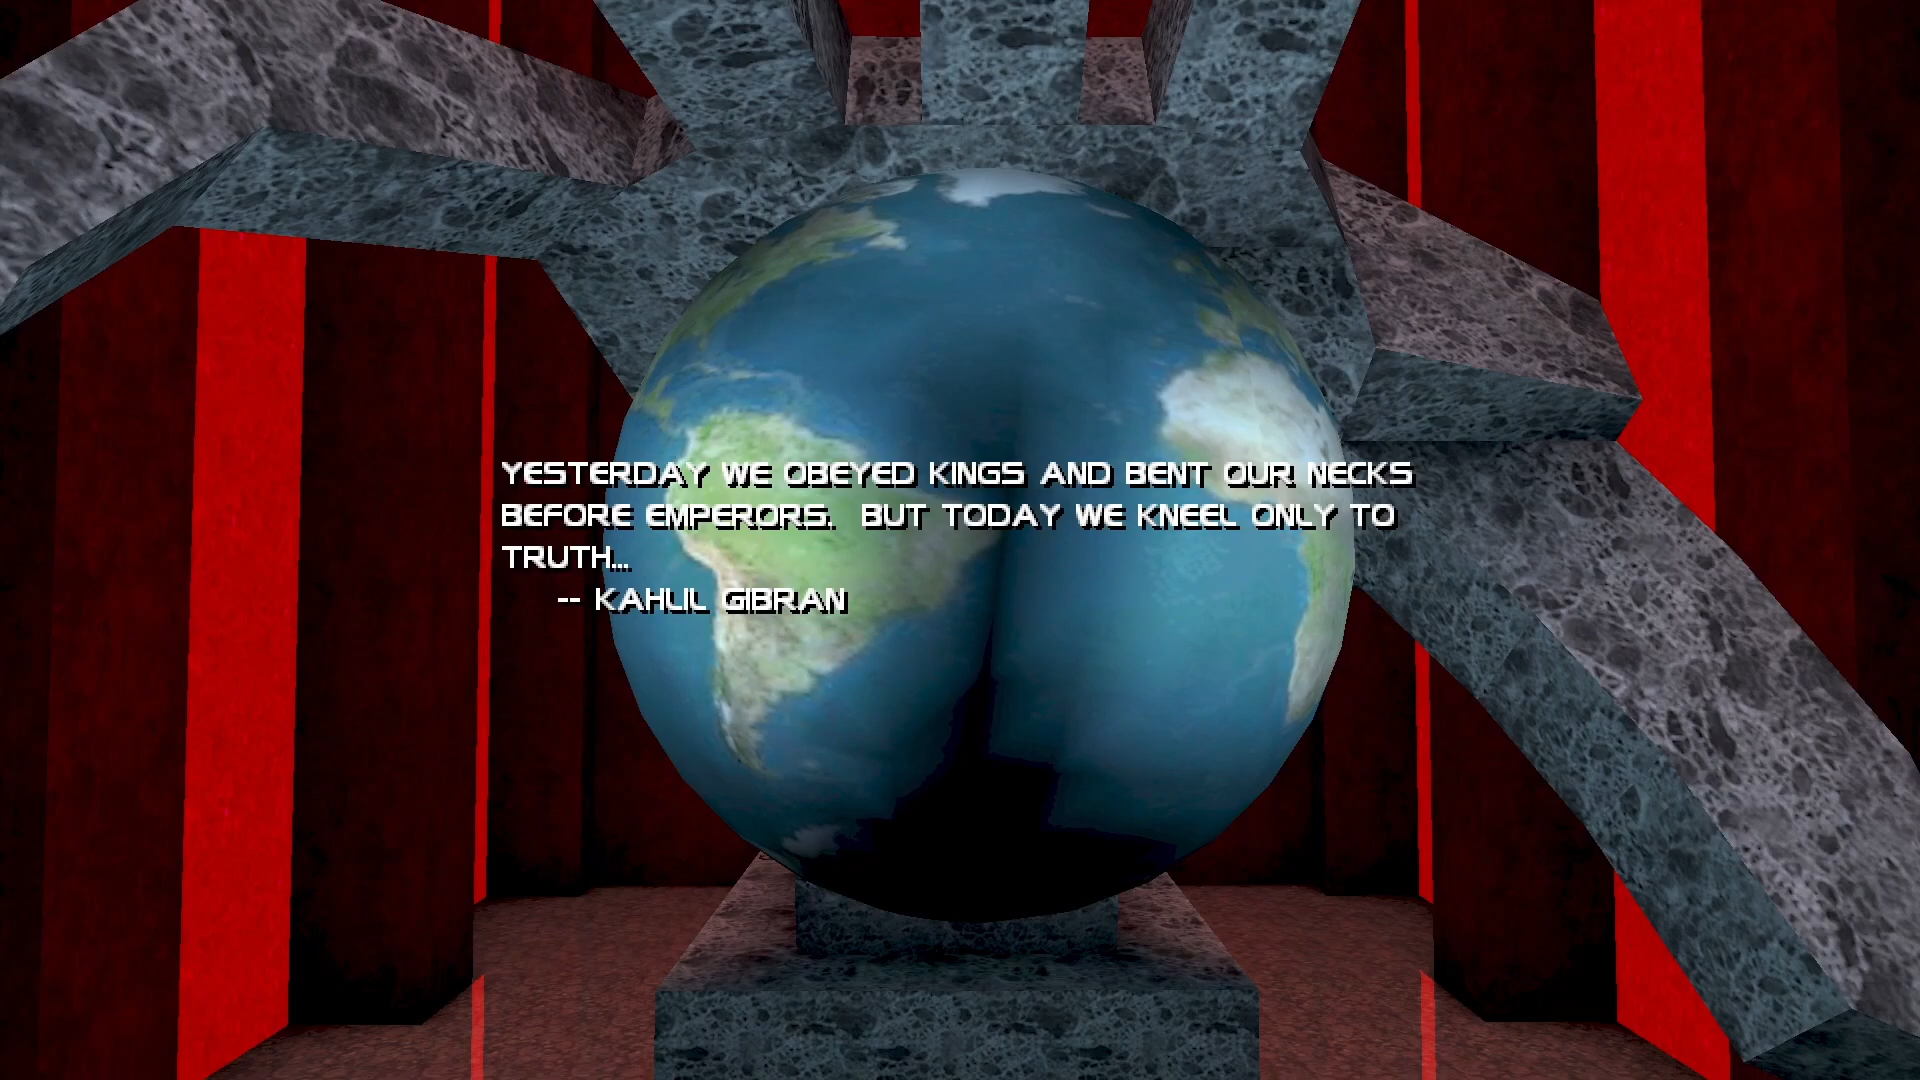 YESTERDAY WE OBEYED KINGS AND BENT OUR NECKS
BEFORE EMPERORS.  BUT TODAY WE KNEEL ONLY TO
TRUTH...
-- KAHLIL GIBRAN